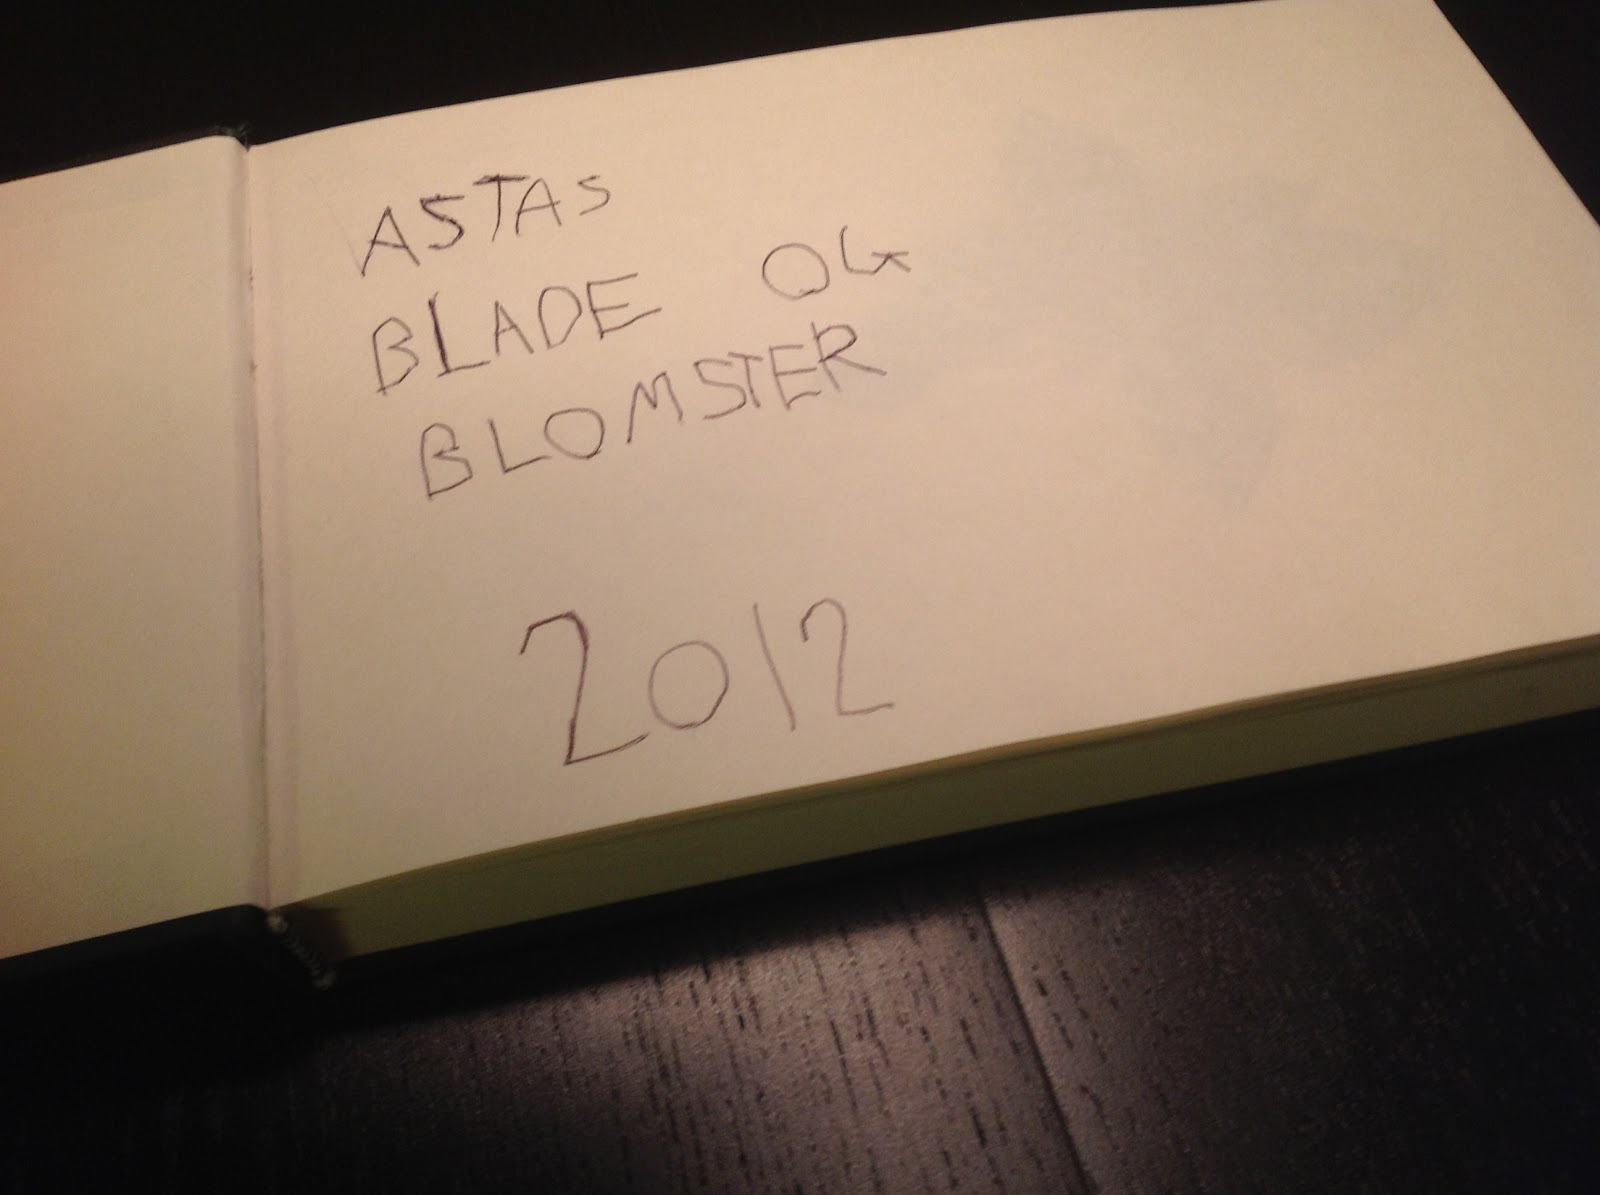 ASTAS
BLADE OG
BLOMSTER
2012